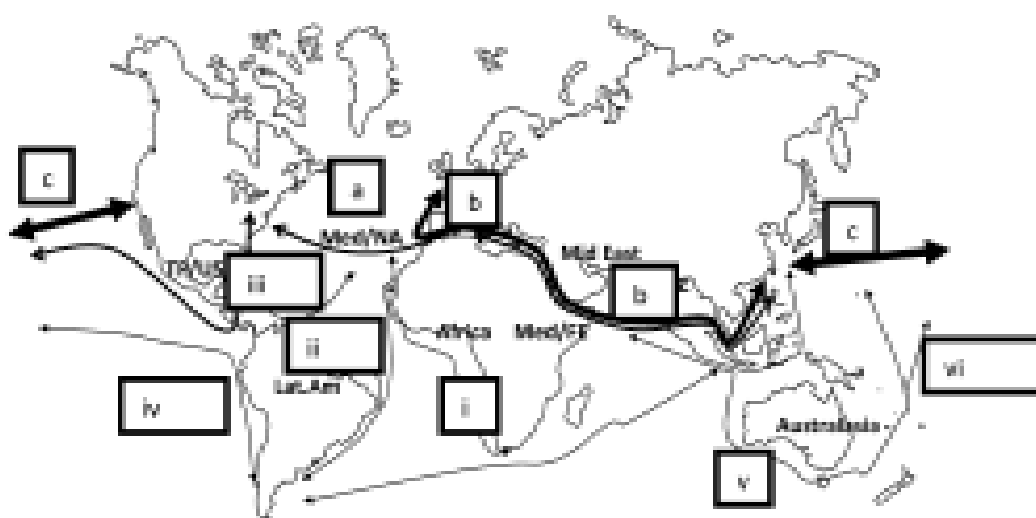 c
a
b
c
Med/NA
Mid East
iii
b
ii
Africa
Med/FE
Lat.Am
iv
i
vi
Australasia
v